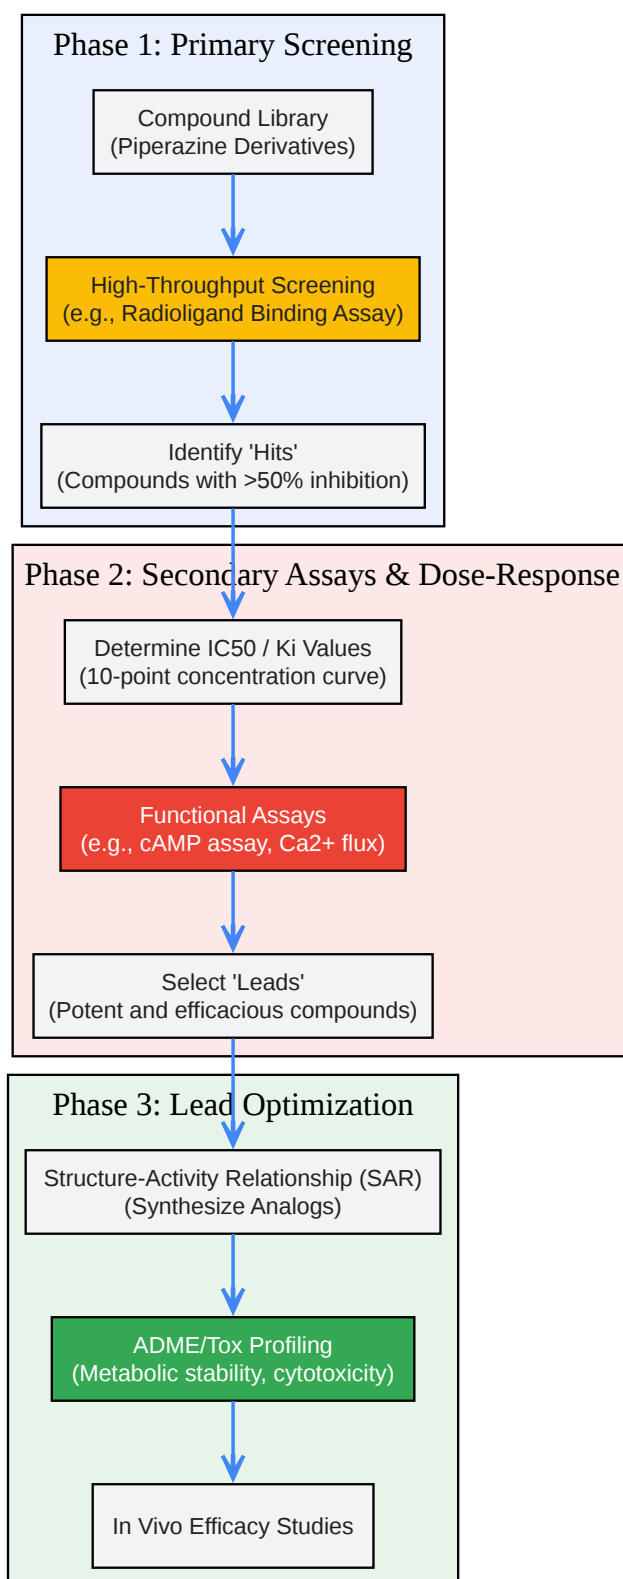 Phase 1: Primary Screening
Compound Library
(Piperazine Derivatives)
High-Throughput Screening
(e.g., Radioligand Binding Assay)
Identify 'Hits'
(Compounds with >50% inhibition)
Phase 2: Secondary Assays & Dose-Response
Determine IC50 / Ki Values
(10-point concentration curve)
Functional Assays
(e.g., cAMP assay, Ca2+ flux)
Select 'Leads'
(Potent and efficacious compounds)
Phase 3: Lead Optimization
Structure-Activity Relationship (SAR)
(Synthesize Analogs)
ADME/Tox Profiling
(Metabolic stability, cytotoxicity)
In Vivo Efficacy Studies